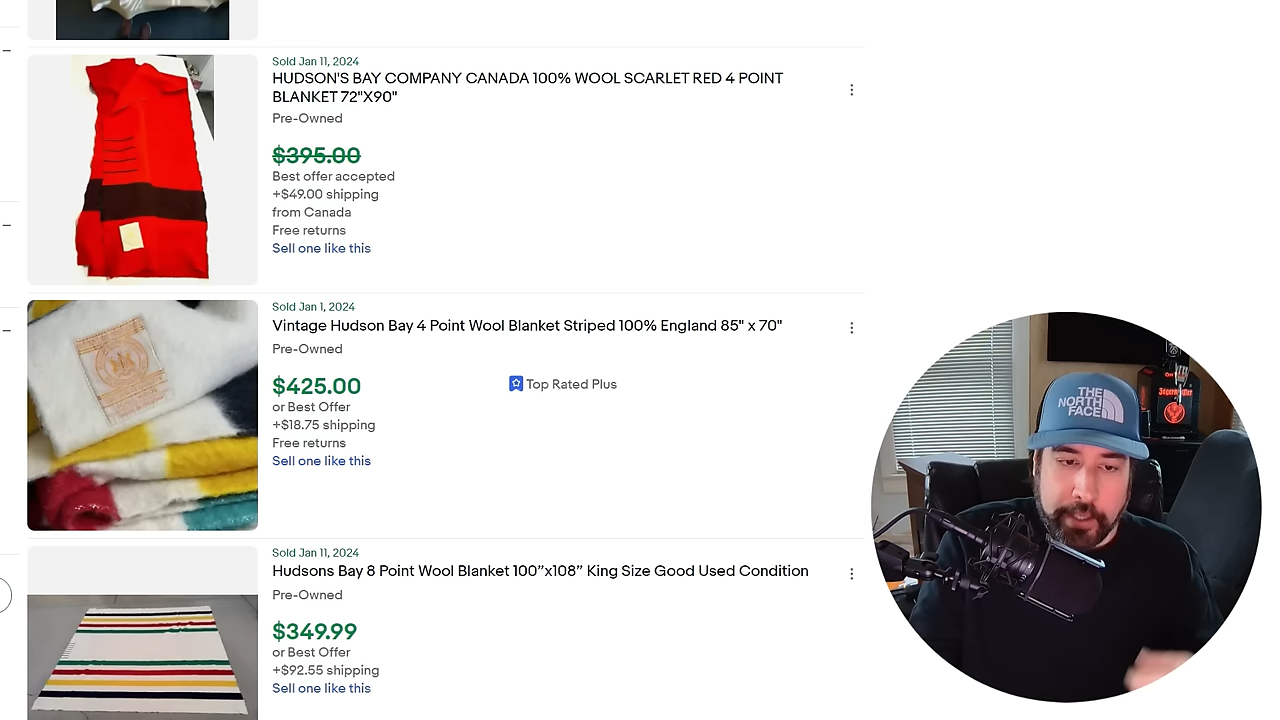 Sold Jan 11, 2024
HUDSON'S BAY COMPANY CANADA 100% WOOL SCARLET RED 4 POINT
BLANKET 72"X90"
Pre-Owned
$395.00
Best offer accepted
+$49.00 shipping
from Canada
Free returns
Sell one like this
Sold Jan 1, 2024
Vintage Hudson Bay 4 Point Wool Blanket Striped 100% England 85" x 70"
Pre-Owned
$425.00
Top Rated Plus
or Best Offer
+$18.75 shipping
Free returns
Sell one like this
Sold Jan 11, 2024
Hudsons Bay 8 Point Wool Blanket 100”x108” King Size Good Used Condition
Pre-Owned
$349.99
or Best Offer
+$92.55 shipping
Sell one like this
THE
NORTH
FACE